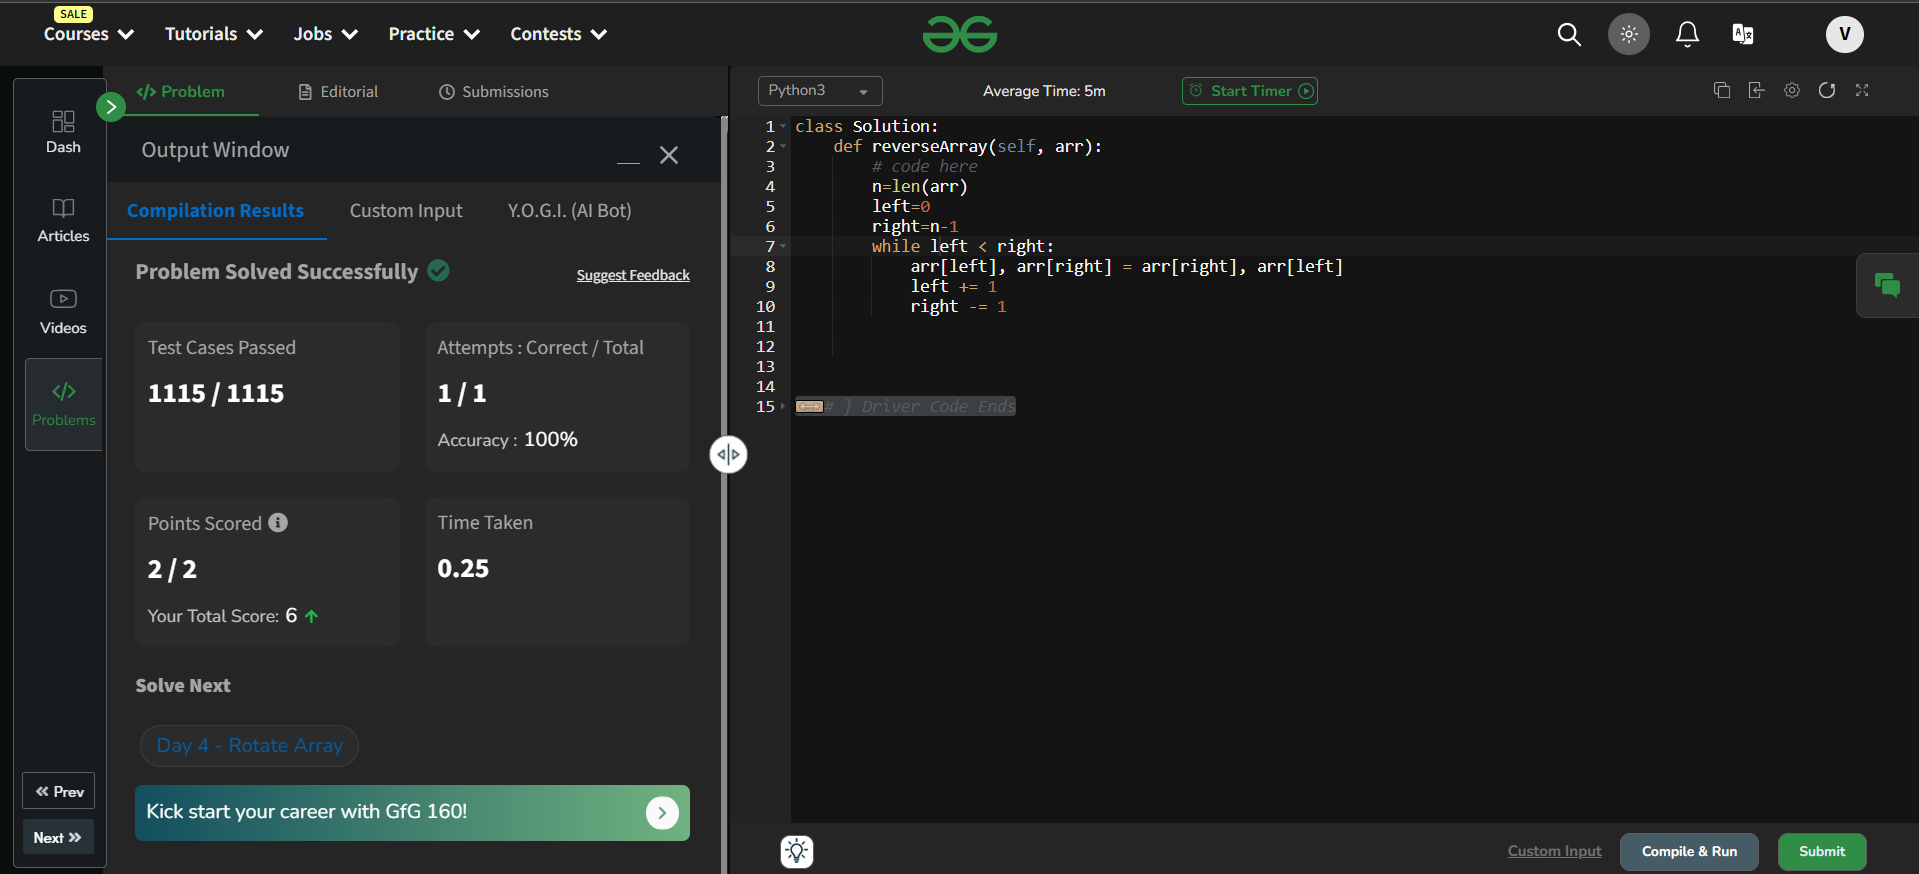 SALE
Courses Tutorials Jobs Practice Contests
V
Dash
Articles
Videos
Problems
Prev
Next
Problem Editorial Submissions
Output Window
Compilation Results Custom Input Y.O.G.I. (AI Bot)
Problem Solved Successfully
Suggest Feedback
Test Cases Passed
1115 / 1115
Attempts : Correct / Total
1 / 1
Accuracy : 100%
Points Scored
2 / 2
Your Total Score: 6
Time Taken
0.25
Solve Next
Day 4 - Rotate Array
Kick start your career with GfG 160!
Python3 Average Time: 5m Start Timer
1 class Solution:
2 def reverseArray(self, arr):
3 # code here
4 n=len(arr)
5 left=0
6 right=n-1
7 while left < right:
8 arr[left], arr[right] = arr[right], arr[left]
9 left += 1
10 right -= 1
11
12
13
14
15 # } Driver Code Ends
Custom Input Compile & Run Submit